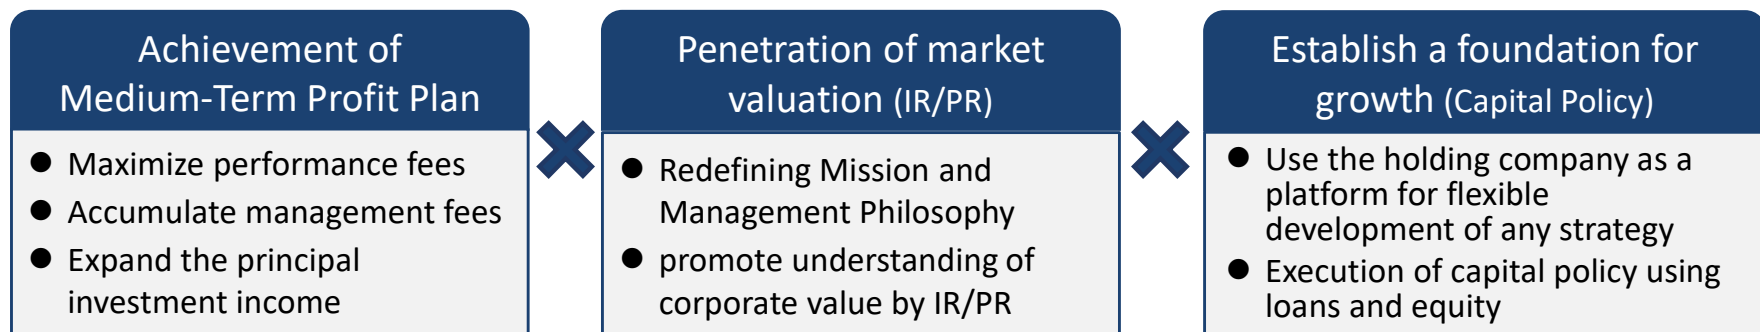 Achievement of
Medium-Term Profit Plan
● Maximize performance fees
● Accumulate management fees
● Expand the principal
investment income
Penetration of market
valuation (IR/PR)
● Redefining Mission and
Management Philosophy
● promote understanding of
corporate value by IR/PR
Establish a foundation for
growth (Capital Policy)
● Use the holding company as a
platform for flexible
development of any strategy
● Execution of capital policy using
loans and equity